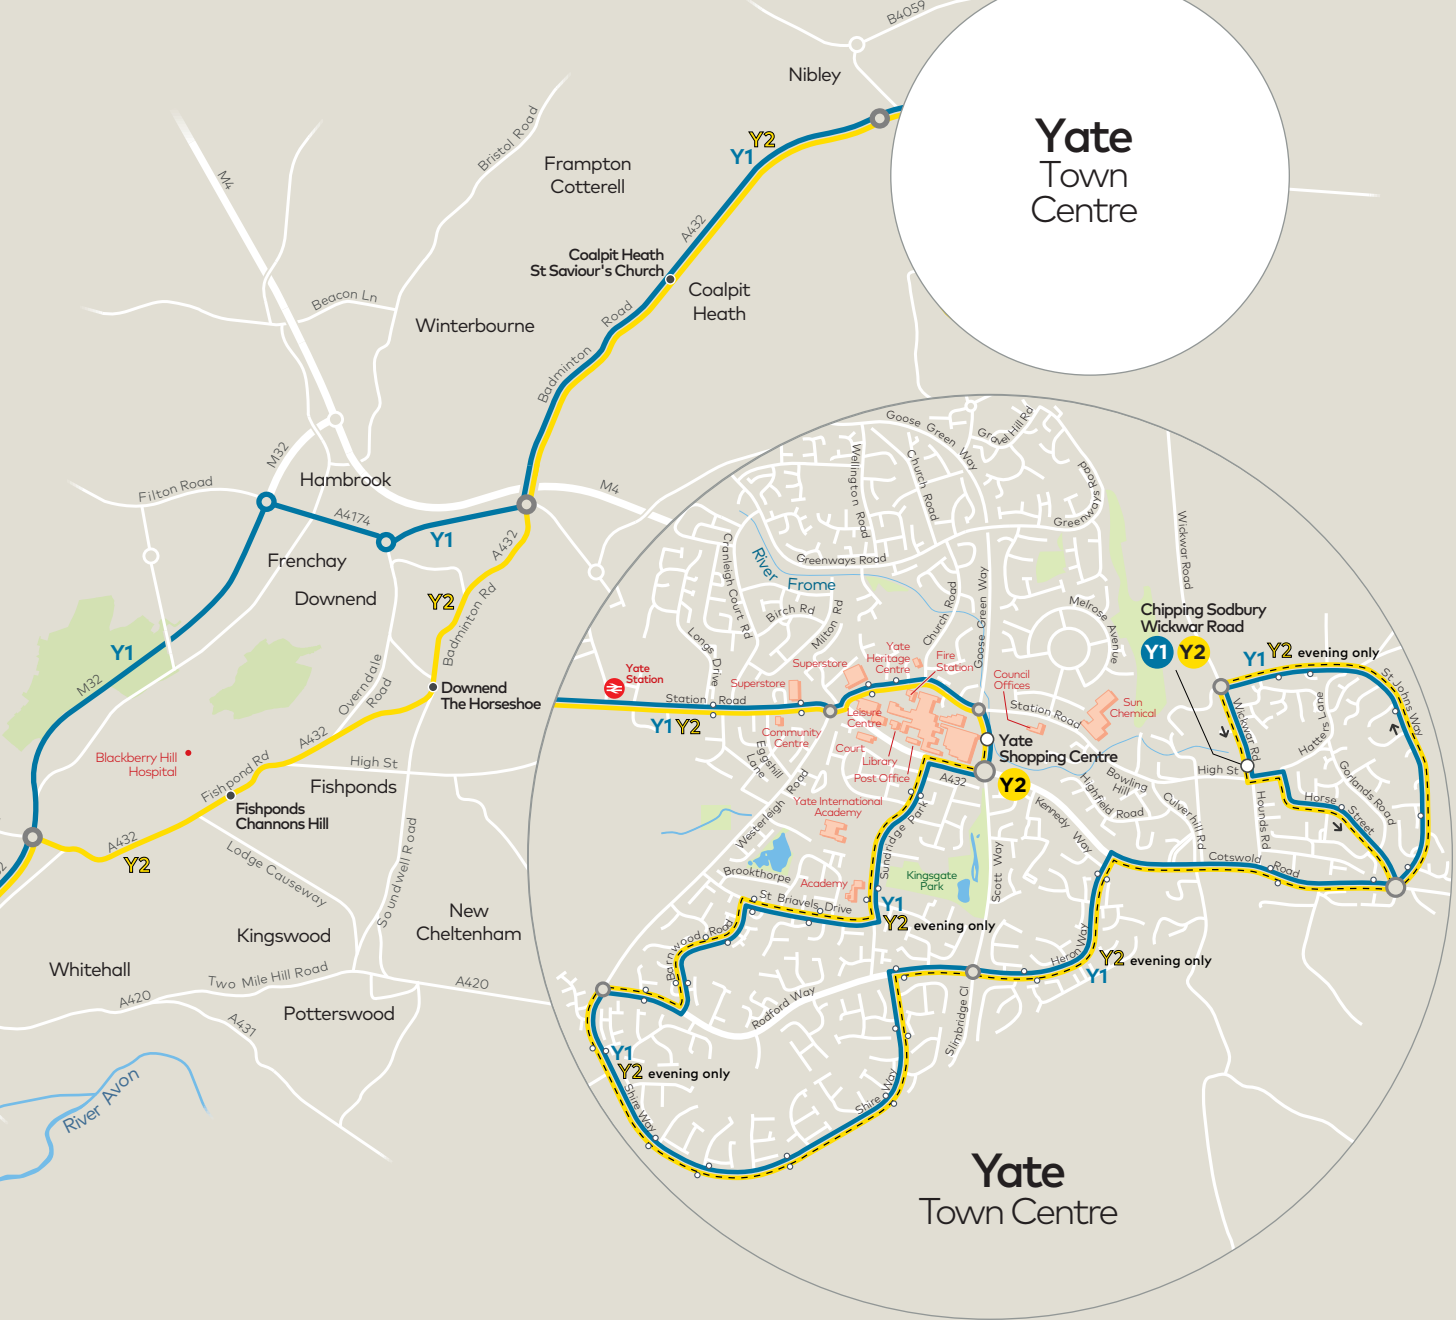 B4059
Nibley
Yate
Town
Centre
Y2
Y1
Bristol Road
M4
Frampton
Cotterell
A432
Coalpit Heath
St Saviour's Church
Coalpit
Heath
Beacon Ln
Winterbourne
Road
Badminton
M32
Hambrook
Filton Road
M4
A4174
Y1
A432
Frenchay
Downend
Y2
Badminton Rd
Y1
M32
Overndale
Road
Downend
The Horseshoe
A432
Blackberry Hill
Hospital
Fishpond Rd
High St
Fishponds
Fishponds
Channons Hill
A432
Y2
Lodge Causeway
Soundwell Road
New
Cheltenham
Kingswood
Whitehall
Two Mile Hill Road
A420
A420
A431
Potterswood
River Avon
Goose Green Way
Gravel Hill Rd
Wellington Road
Church Road
Greenways Road
Greenways Road
Cranleigh Court Rd
River Frome
Birch Rd
Milton Rd
Church Road
Goose Green Way
Melrose Avenue
Wickwar Road
Chipping Sodbury
Wickwar Road
Y1 Y2
Y1 Y2 evening only
St Johns Way
Longs Drive
Yate
Station
Station Road
Y1 Y2
Superstore
Superstore
Yate
Heritage
Centre
Fire
Station
Council
Offices
Station Road
Sun
Chemical
Leisure
Centre
Community
Centre
Court
Library
Post Office
Yate
Shopping Centre
A432
Y2
Eggshill
Lane
Westerleigh Road
Yate International
Academy
Sundridge Park
Kennedy Way
Bowling
Hill
Highfield Road
Culverhill Rd
High St
Wickwar Rd
Hatters Lane
Gorlands Road
Horse Street
Hounds Rd
Cotswold Road
Brookthorpe
Academy
Kingsgate
Park
Scott Way
St Briavels Drive
Y1
Y2 evening only
Barnwood Road
Heron Way
Y2 evening only
Y1
Rodford Way
Slimbridge Cl
Y1
Y2 evening only
Shire Way
Shire Way
Yate
Town Centre